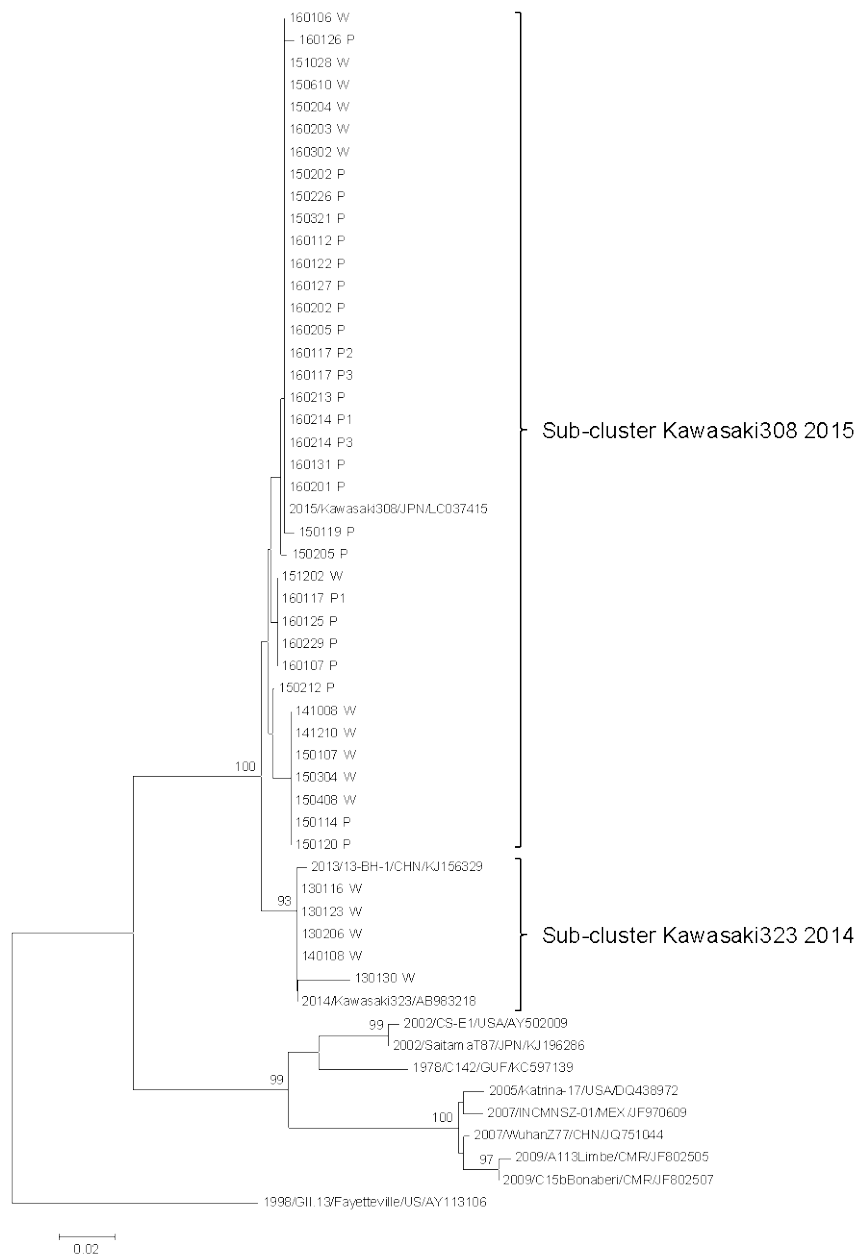 160106 W
160126 P
151028 W
150610 W
150204 W
160203 W
160302 W
150202 P
150226 P
150321 P
160112 P
160122 P
160127 P
160202 P
160205 P
160117 P2
160117 P3
160213 P
160214 P1
160214 P3
160131 P
160201 P
2015/Kawasaki308/JPN/LC037415
150119 P
150205 P
151202 W
160117 P1
160125 P
160229 P
160107 P
150212 P
141008 W
141210 W
150107 W
150304 W
150408 W
150114 P
150120 P
Sub-cluster Kawasaki308 2015
100
2013/13-BH-1/CHN/KJ156329
130116 W
93
130123 W
130206 W
140108 W
130130 W
2014/Kawasaki323/AB983218
Sub-cluster Kawasaki323 2014
99
2002/CS-E1/USA/AY502009
2002/SaitamaT87/JPN/KJ196286
1978/C142/GUF/KC597139
99
2005/Katrina-17/USA/DQ438972
2007/INCMNSZ-01/MEX/JF970609
100
2007/WuhanZ77/CHN/JQ751044
97
2009/A113Limbe/CMR/JF802505
2009/C15bBonaberi/CMR/JF802507
1998/GII.13/Fayetteville/US/AY113106
0.02